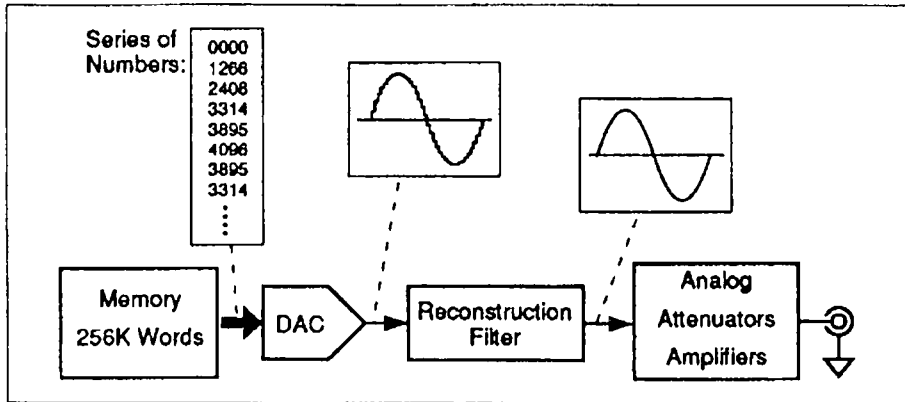 Series of
Numbers:
0000
1266
2408
3314
3895
4096
3895
3314
Memory
256K Words
DAC
Reconstruction
Filter
Analog
Attenuators
Amplifiers